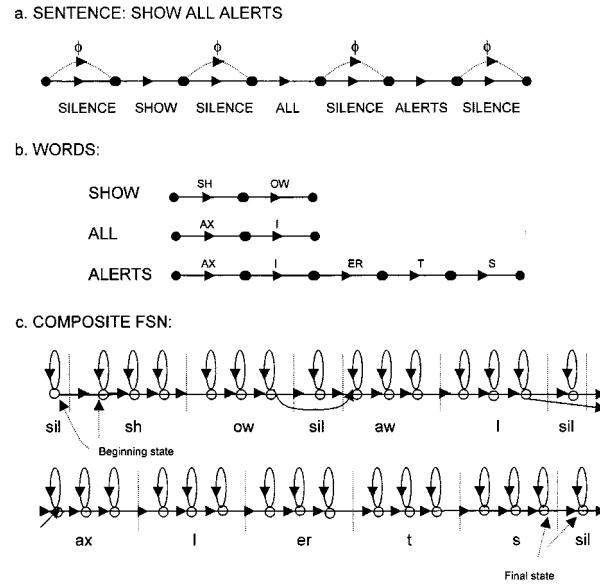 a. SENTENCE: SHOW ALL ALERTS
ϕ ϕ ϕ ϕ
SILENCE SHOW SILENCE ALL SILENCE ALERTS SILENCE
b. WORDS:
SH OW
SHOW
AX l
ALL
AX l ER T S
ALERTS
c. COMPOSITE FSN:
sil sh ow sil aw l sil
Beginning state
ax l er t s sil
Final state